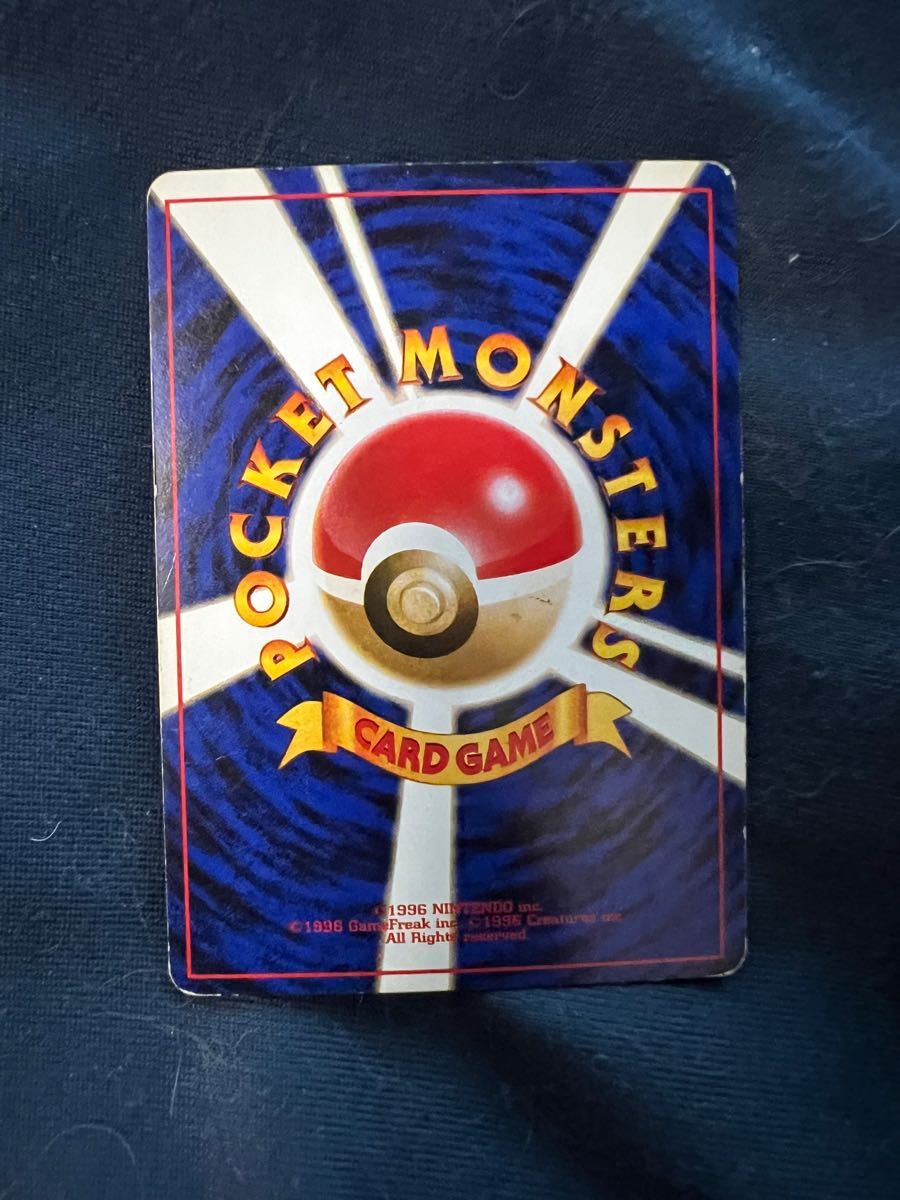 POCKET MONSTERS
CARD GAME
©1996 NINTENDO inc.
©1996 GameFreak inc. ©1996 Creatures inc.
All Rights reserved.